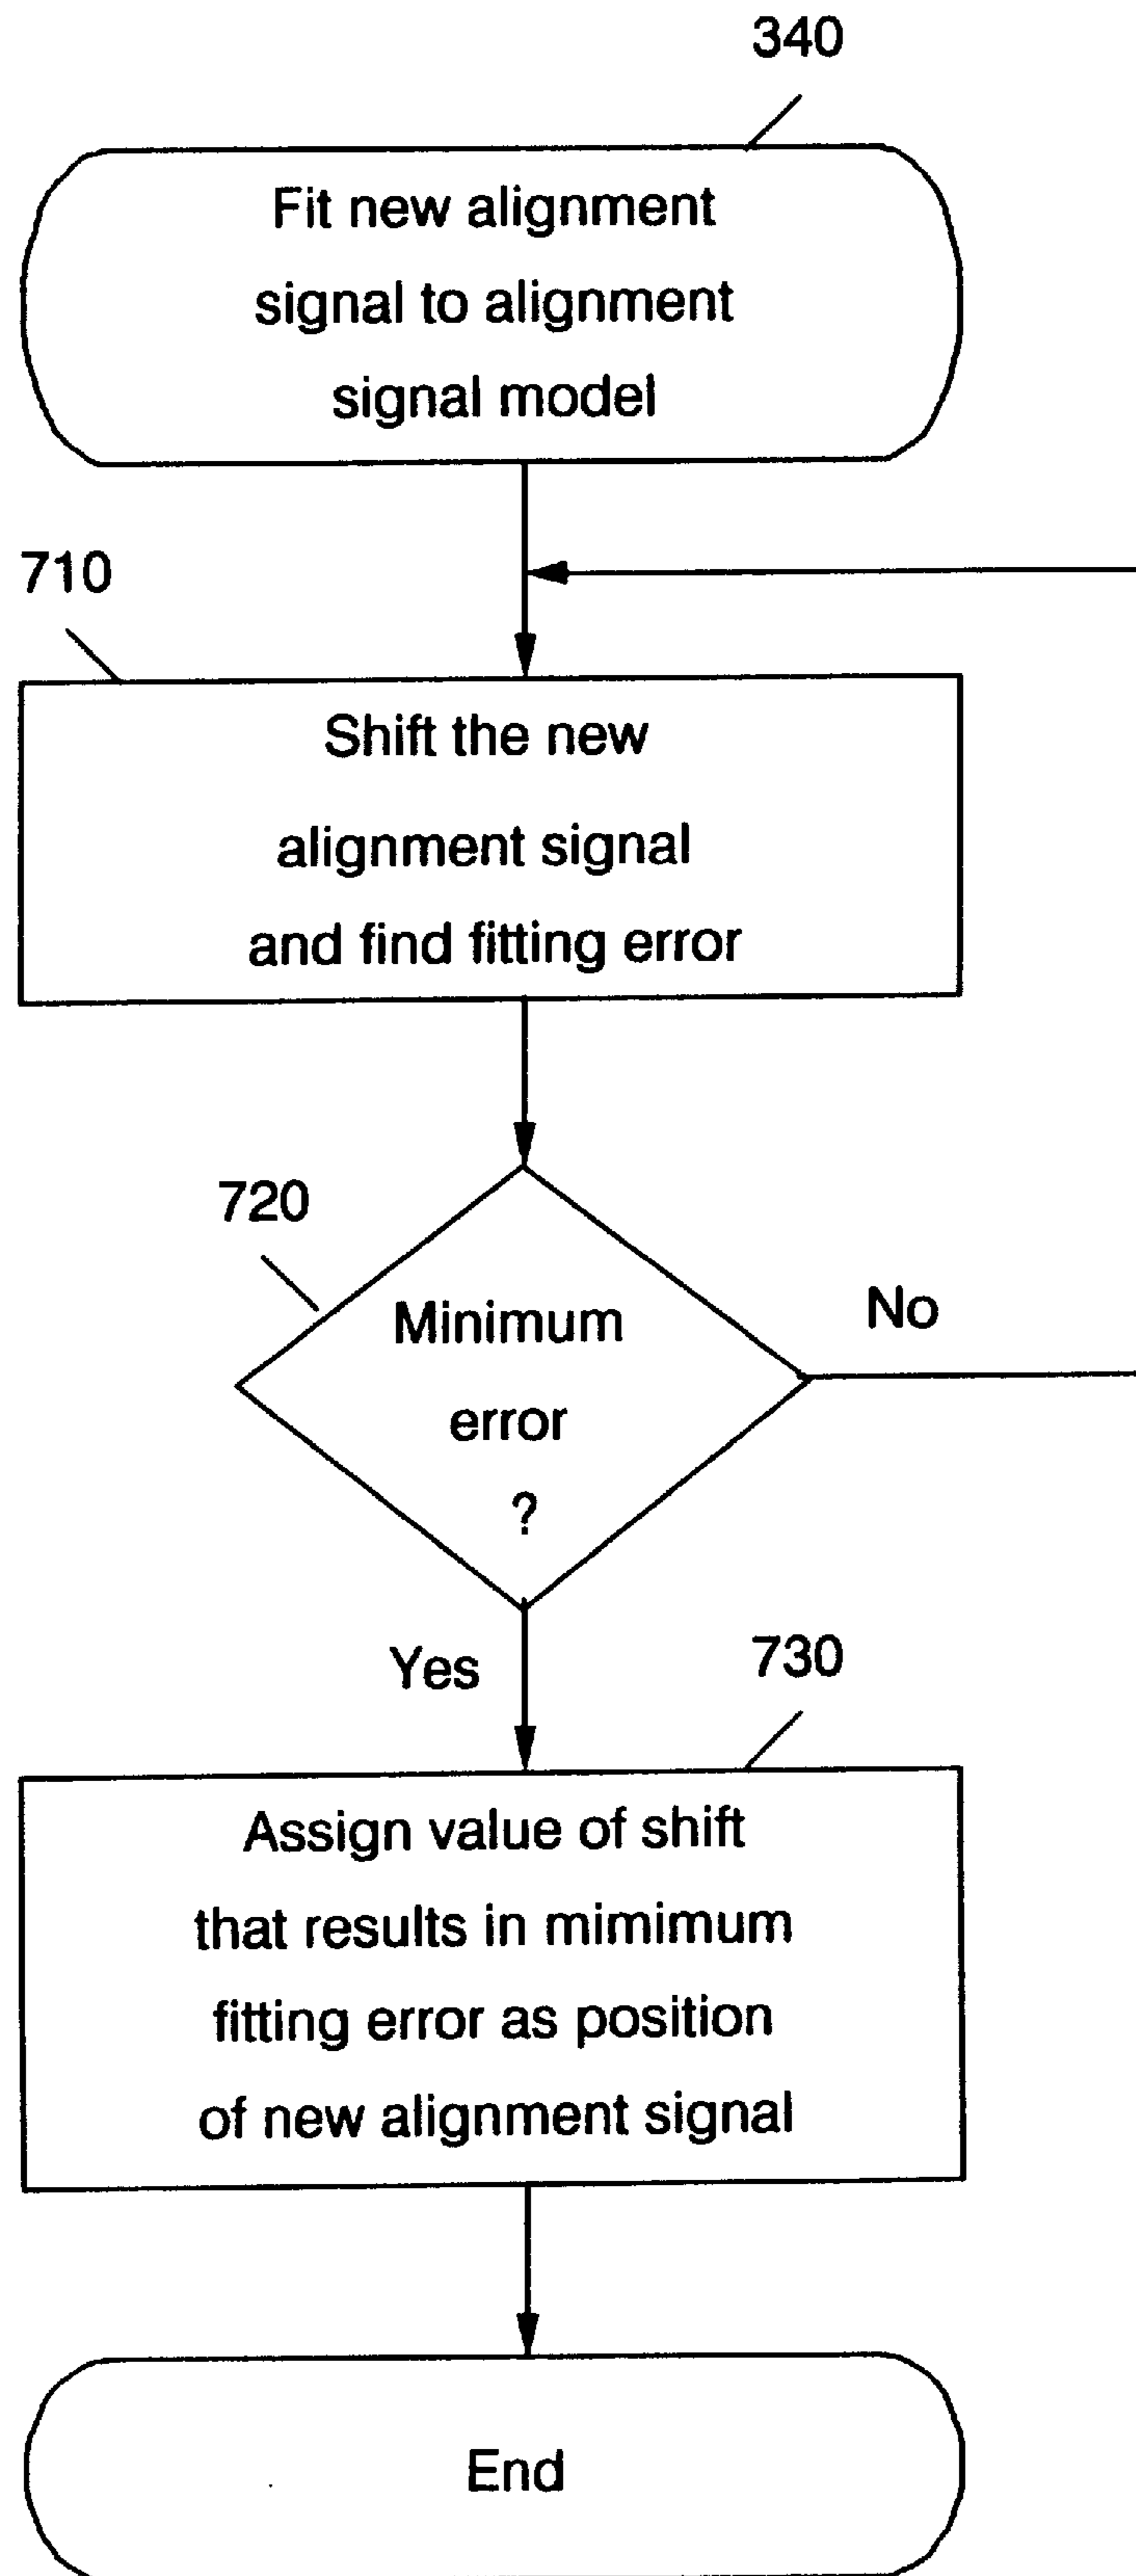 340
Fit new alignment
signal to alignment
signal model
710
Shift the new
alignment signal
and find fitting error
720
Minimum
error
?
No
Yes
730
Assign value of shift
that results in mimimum
fitting error as position
of new alignment signal
End